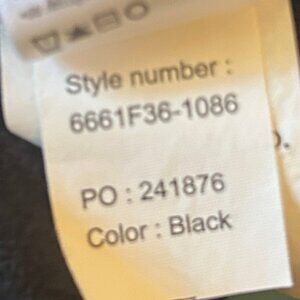 Style number :
6661F36-1086
PO : 241876
Color : Black